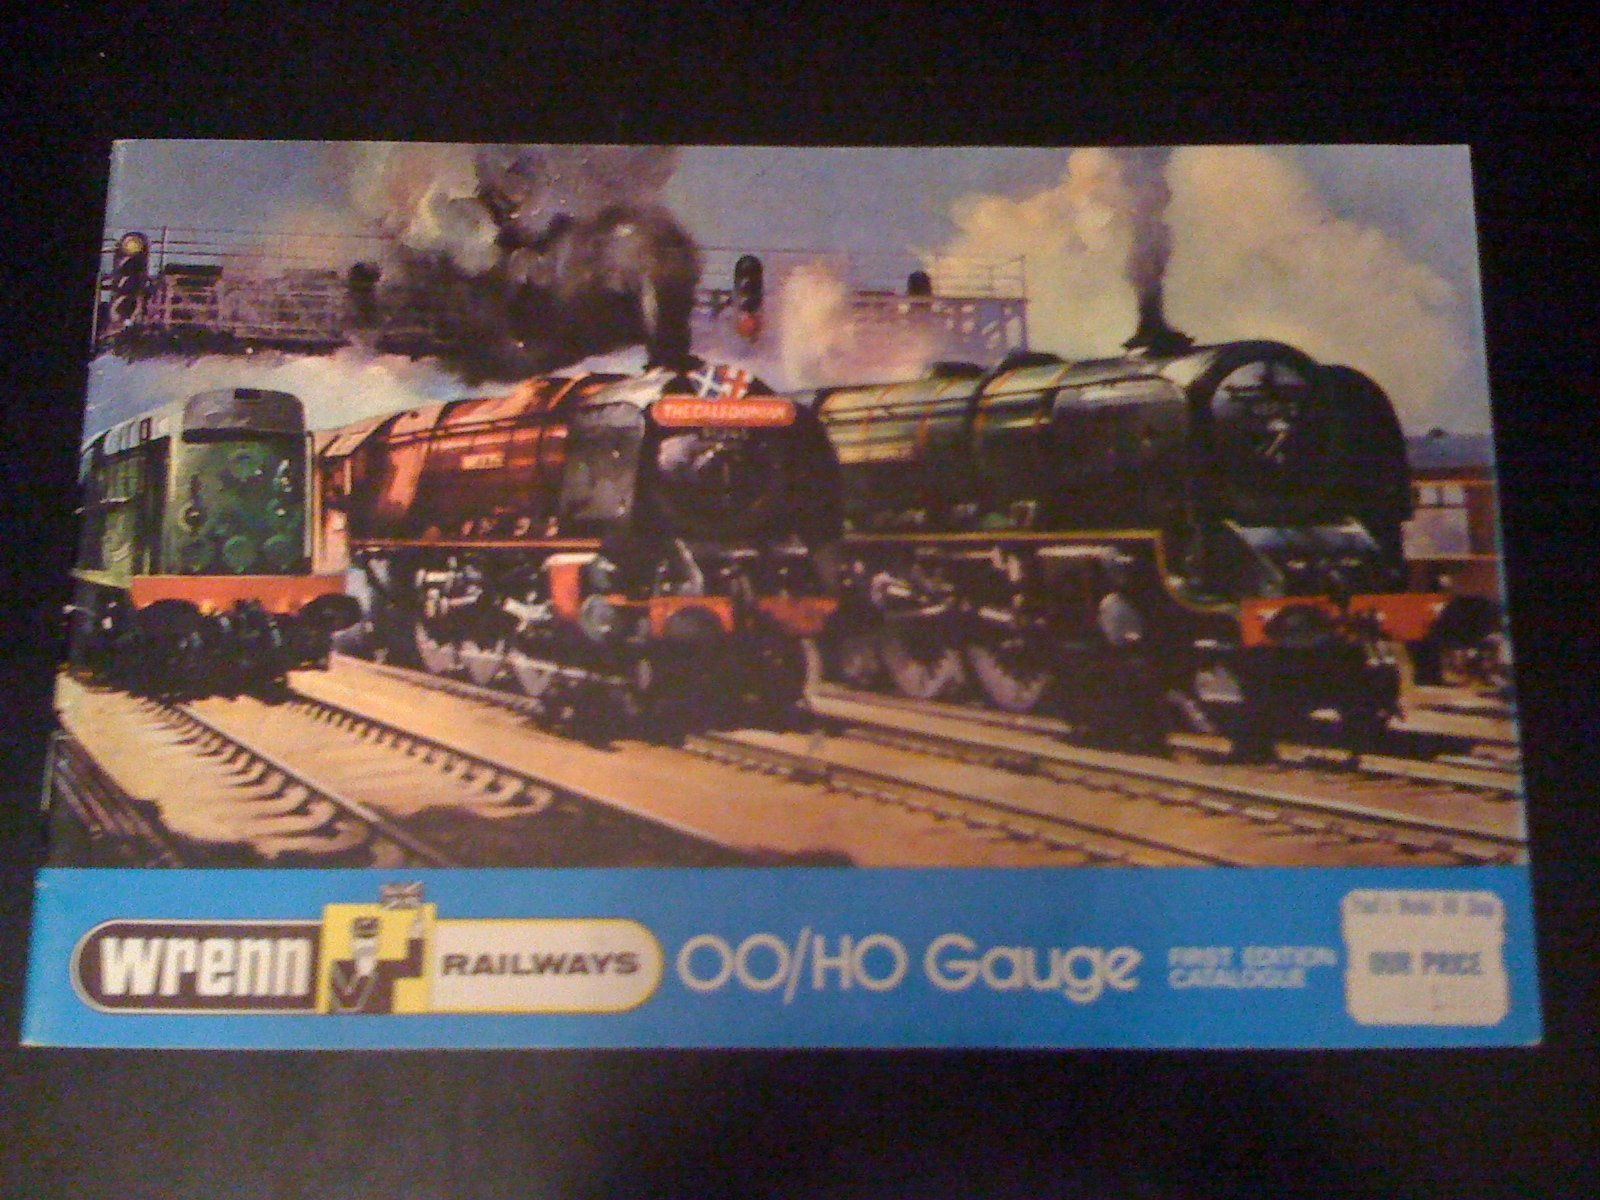 THE CALEDONIAN
wrenn RAILWAYS
OO/HO Gauge
FIRST EDITION
CATALOGUE
OUR PRICE